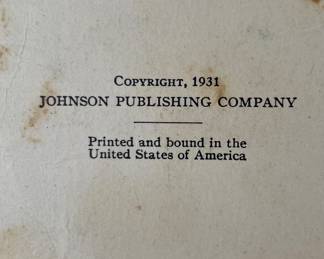 Copyright, 1931
JOHNSON PUBLISHING COMPANY
Printed and bound in the
United States of America